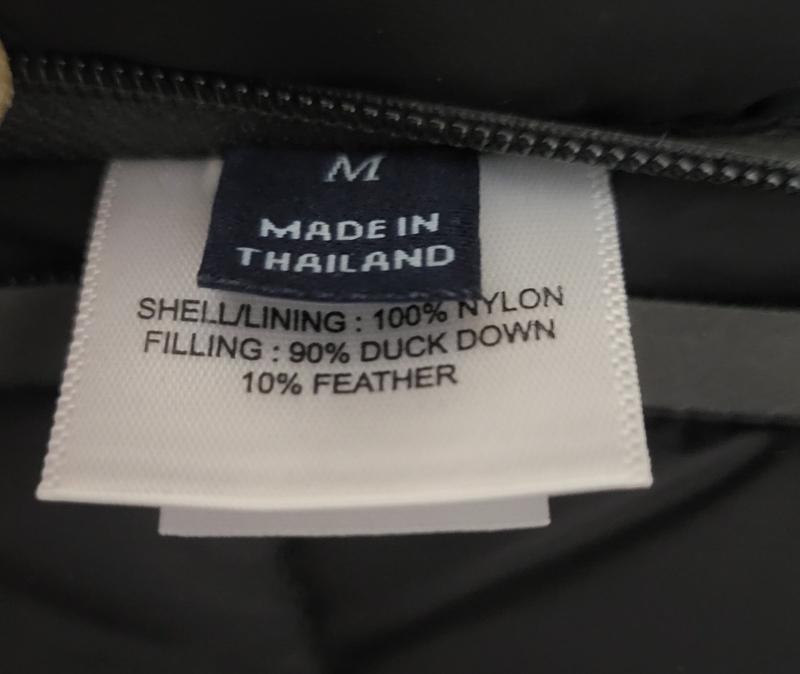 M
MADE IN
THAILAND
SHELL/LINING : 100% NYLON
FILLING : 90% DUCK DOWN
10% FEATHER